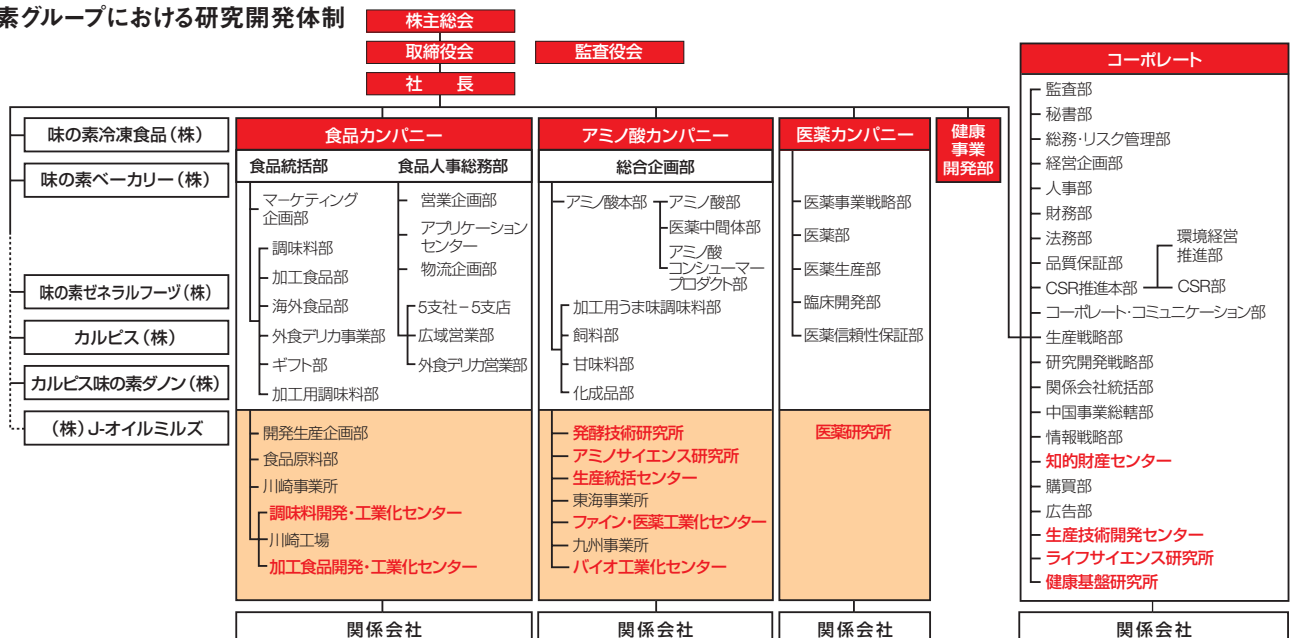 素グループにおける研究開発体制
株主総会
取締役会
監査役会
社　長
味の素冷凍食品(株)
味の素ベーカリー(株)
味の素ゼネラルフーヅ(株)
カルピス(株)
カルピス味の素ダノン(株)
(株)J-オイルミルズ
食品カンパニー
食品統括部
マーケティング
企画部
調味料部
加工食品部
海外食品部
外食デリカ事業部
ギフト部
加工用調味料部
食品人事総務部
営業企画部
アプリケーション
センター
物流企画部
5支社−5支店
広域営業部
外食デリカ営業部
開発生産企画部
食品原料部
川崎事業所
調味料開発・工業化センター
川崎工場
加工食品開発・工業化センター
関係会社
アミノ酸カンパニー
総合企画部
アミノ酸本部
アミノ酸部
医薬中間体部
アミノ酸
コンシューマー
プロダクト部
加工用うま味調味料部
飼料部
甘味料部
化成品部
発酵技術研究所
アミノサイエンス研究所
生産統括センター
東海事業所
ファイン・医薬工業化センター
九州事業所
バイオ工業化センター
関係会社
医薬カンパニー
医薬事業戦略部
医薬部
医薬生産部
臨床開発部
医薬信頼性保証部
医薬研究所
関係会社
健康
事業
開発部
コーポレート
監査部
秘書部
総務・リスク管理部
経営企画部
人事部
財務部
法務部
品質保証部
CSR推進本部
環境経営
推進部
CSR部
コーポレート・コミュニケーション部
生産戦略部
研究開発戦略部
関係会社統括部
中国事業総轄部
情報戦略部
知的財産センター
購買部
広告部
生産技術開発センター
ライフサイエンス研究所
健康基盤研究所
関係会社